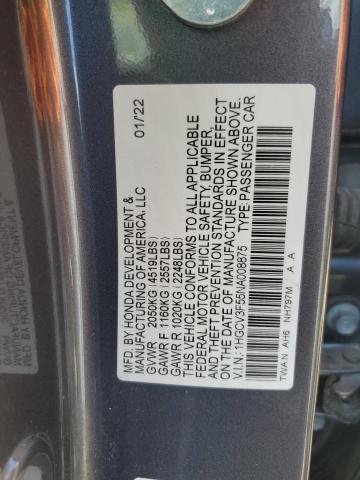 MFD. BY HONDA DEVELOPMENT & 01/22
MANUFACTURING OF AMERICA, LLC
GVWR 2050KG (4519LBS)
GAWR F 1160KG (2557LBS)
GAWR R 1020KG (2248LBS)
THIS VEHICLE CONFORMS TO ALL APPLICABLE
FEDERAL MOTOR VEHICLE SAFETY, BUMPER,
AND THEFT PREVENTION STANDARDS IN EFFECT
ON THE DATE OF MANUFACTURE SHOWN ABOVE.
V.I.N.: 1HGCV3F55NA008875 TYPE: PASSENGER CAR
TWA N AH6 NH797M A A